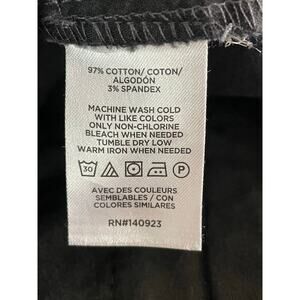 97% COTTON/ COTON/
ALGODÓN
3% SPANDEX
MACHINE WASH COLD
WITH LIKE COLORS
ONLY NON-CHLORINE
BLEACH WHEN NEEDED
TUMBLE DRY LOW
WARM IRON WHEN NEEDED
30 P
AVEC DES COULEURS
SEMBLABLES / CON
COLORES SIMILARES
RN#140923